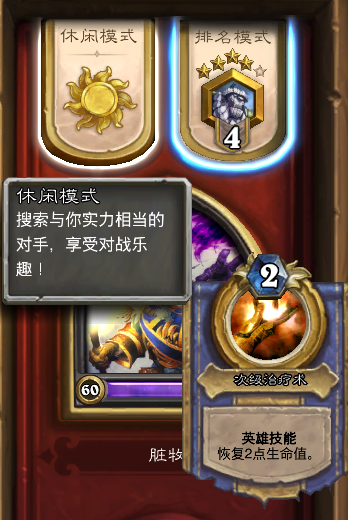 休闲模式
排名模式
4
休闲模式
搜索与你实力相当的
对手，享受对战乐
趣！
2
次级治疗术
60
英雄技能
恢复2点生命值。
脏牧